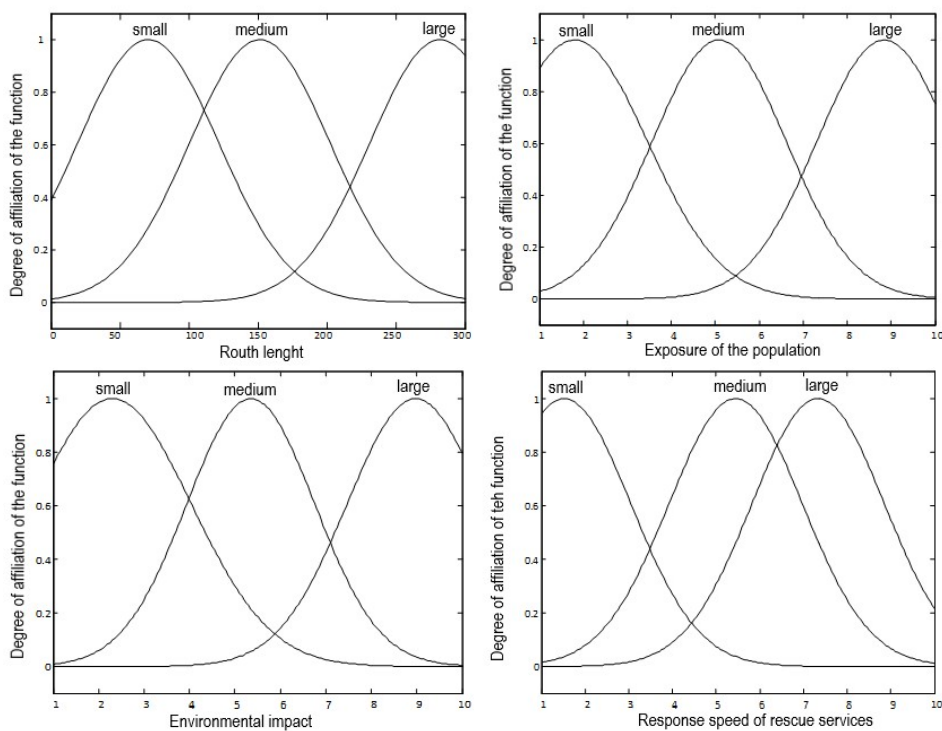 small medium large
Degree of affiliation of the function
1
0.8
0.6
0.4
0.2
0
0 50 100 150 200 250 300
Routh lenght
small medium large
Degree of affiliation of the function
1
0.8
0.6
0.4
0.2
0
1 2 3 4 5 6 7 8 9 10
Exposure of the population
small medium large
Degree of affiliation of the function
1
0.8
0.6
0.4
0.2
0
1 2 3 4 5 6 7 8 9 10
Environmental impact
small medium large
Degree of affiliation of teh function
1
0.8
0.6
0.4
0.2
0
1 2 3 4 5 6 7 8 9 10
Response speed of rescue services